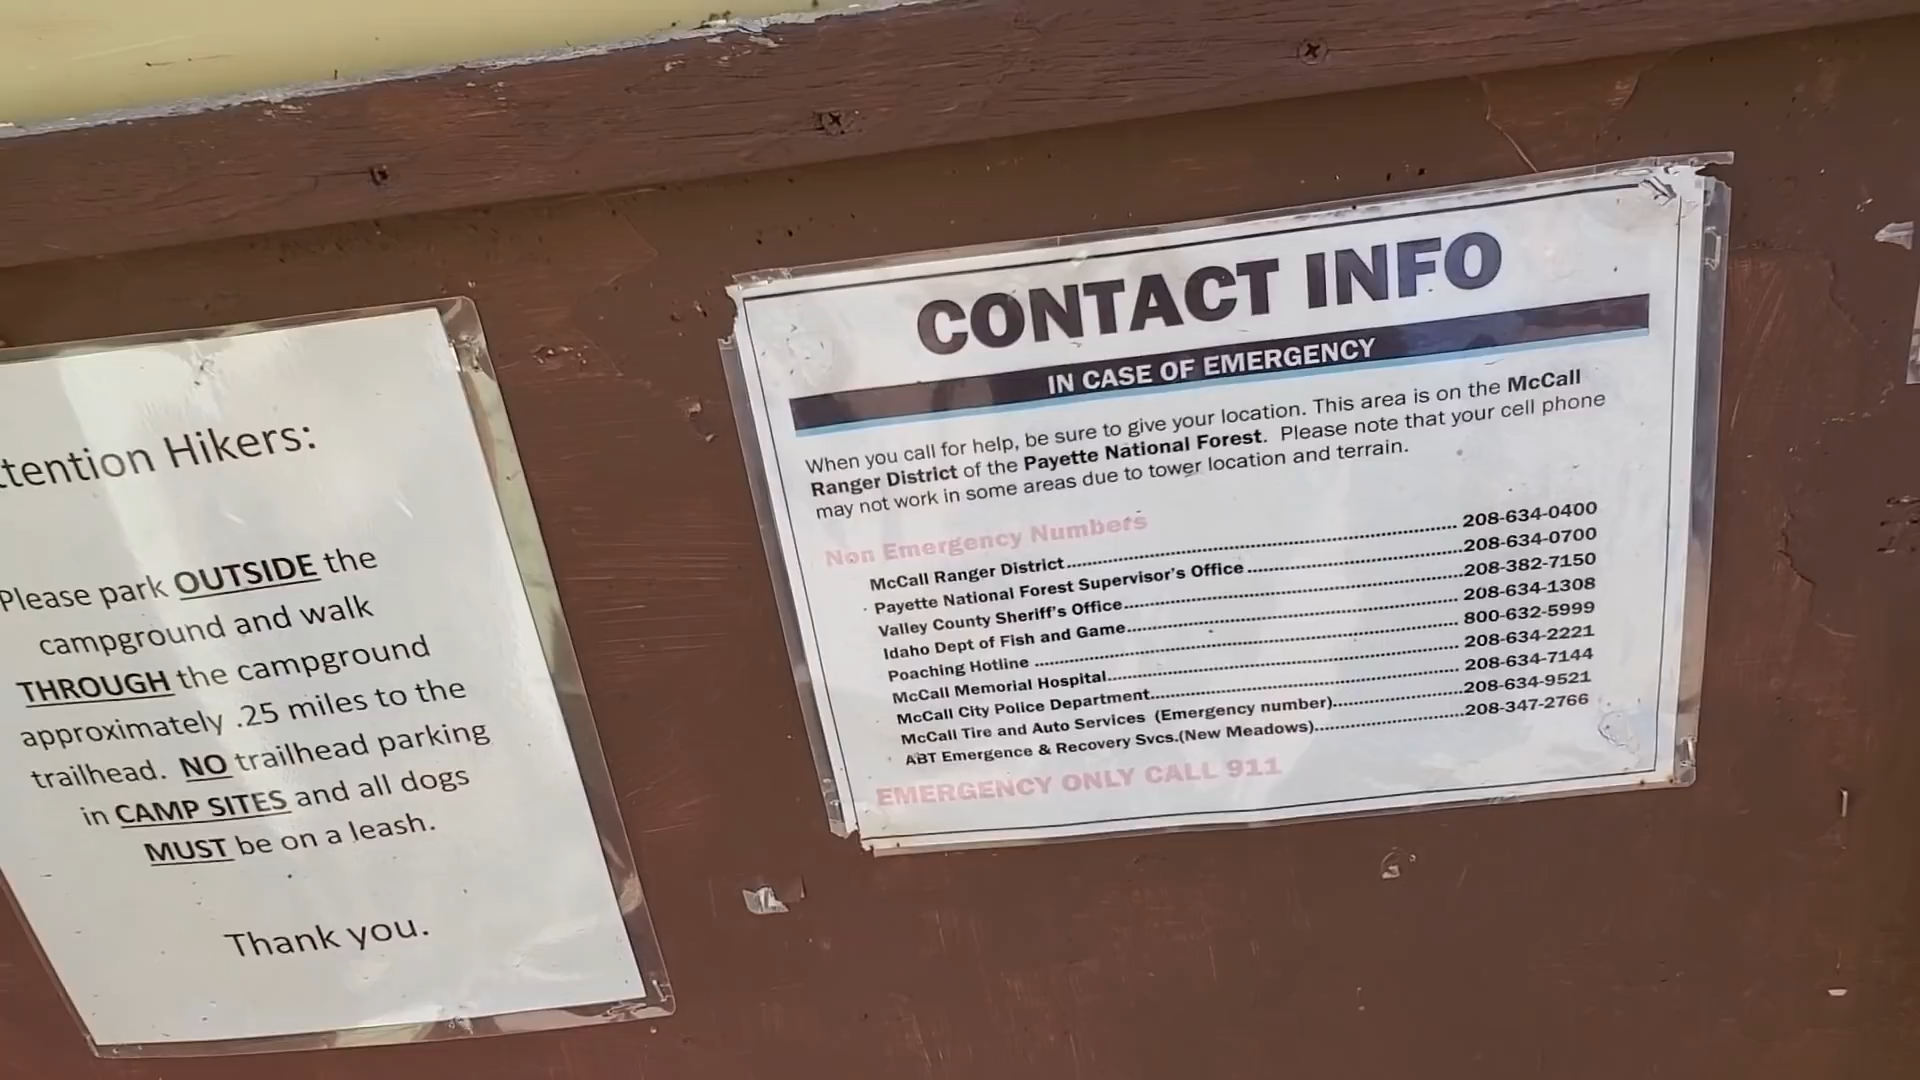 tention Hikers:
Please park OUTSIDE the
campground and walk
THROUGH the campground
approximately .25 miles to the
trailhead. NO trailhead parking
in CAMP SITES and all dogs
MUST be on a leash.
Thank you.
CONTACT INFO
IN CASE OF EMERGENCY
When you call for help, be sure to give your location. This area is on the McCall
Ranger District of the Payette National Forest. Please note that your cell phone
may not work in some areas due to tower location and terrain.
Non Emergency Numbers
McCall Ranger District 208-634-0400
Payette National Forest Supervisor's Office 208-634-0700
Valley County Sheriff's Office 208-382-7150
Idaho Dept of Fish and Game 208-634-1308
Poaching Hotline 800-632-5999
McCall Memorial Hospital 208-634-2221
McCall City Police Department 208-634-7144
McCall Tire and Auto Services (Emergency number) 208-634-9521
ABT Emergence & Recovery Svcs.(New Meadows) 208-347-2766
EMERGENCY ONLY CALL 911